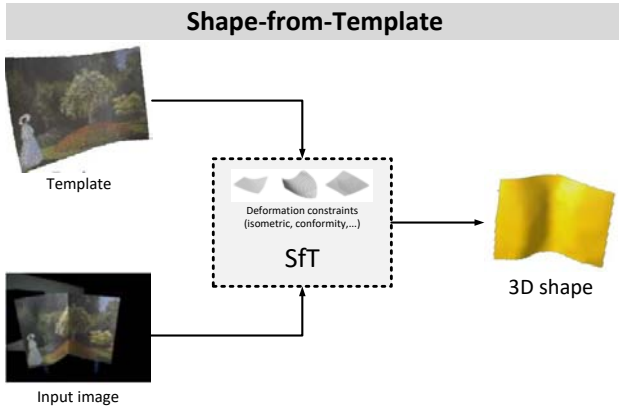 Shape-from-Template
Template
Deformation constraints
(isometric, conformity,...)
SfT
3D shape
Input image